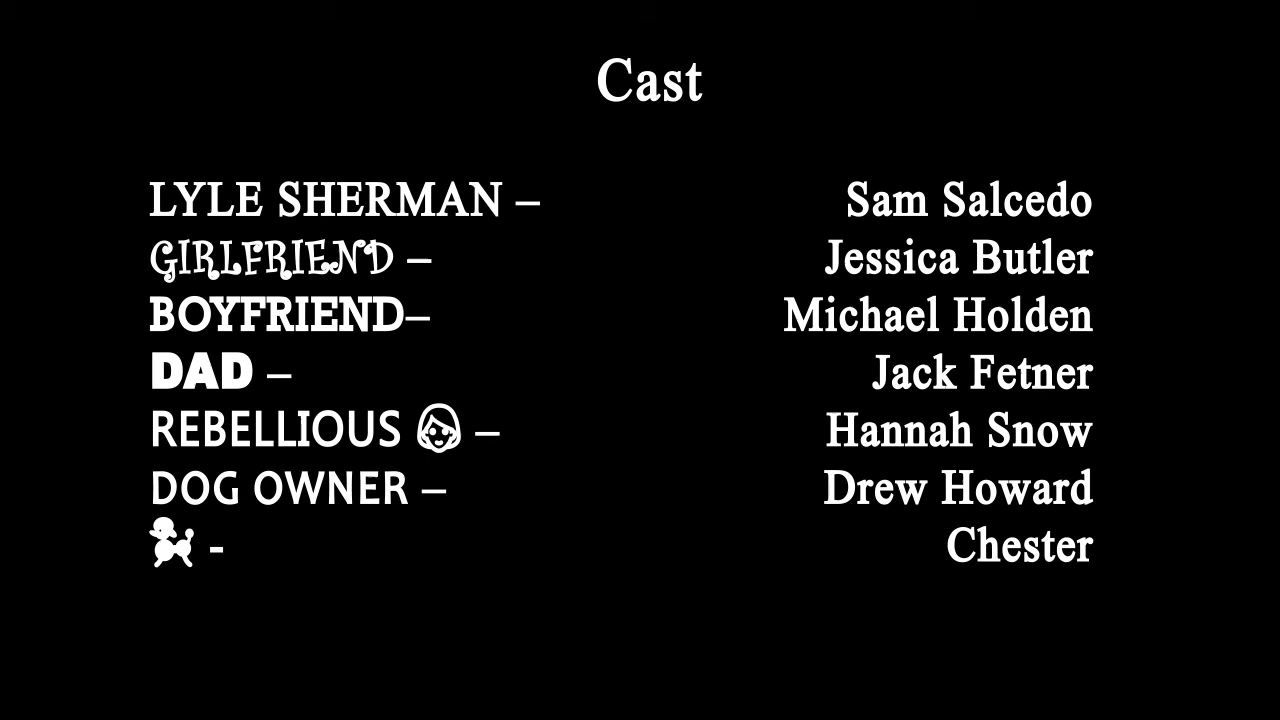 Cast
LYLE SHERMAN – Sam Salcedo
GIRLFRIEND – Jessica Butler
BOYFRIEND– Michael Holden
DAD – Jack Fetner
REBELLIOUS 👧 – Hannah Snow
DOG OWNER – Drew Howard
🐩 - Chester